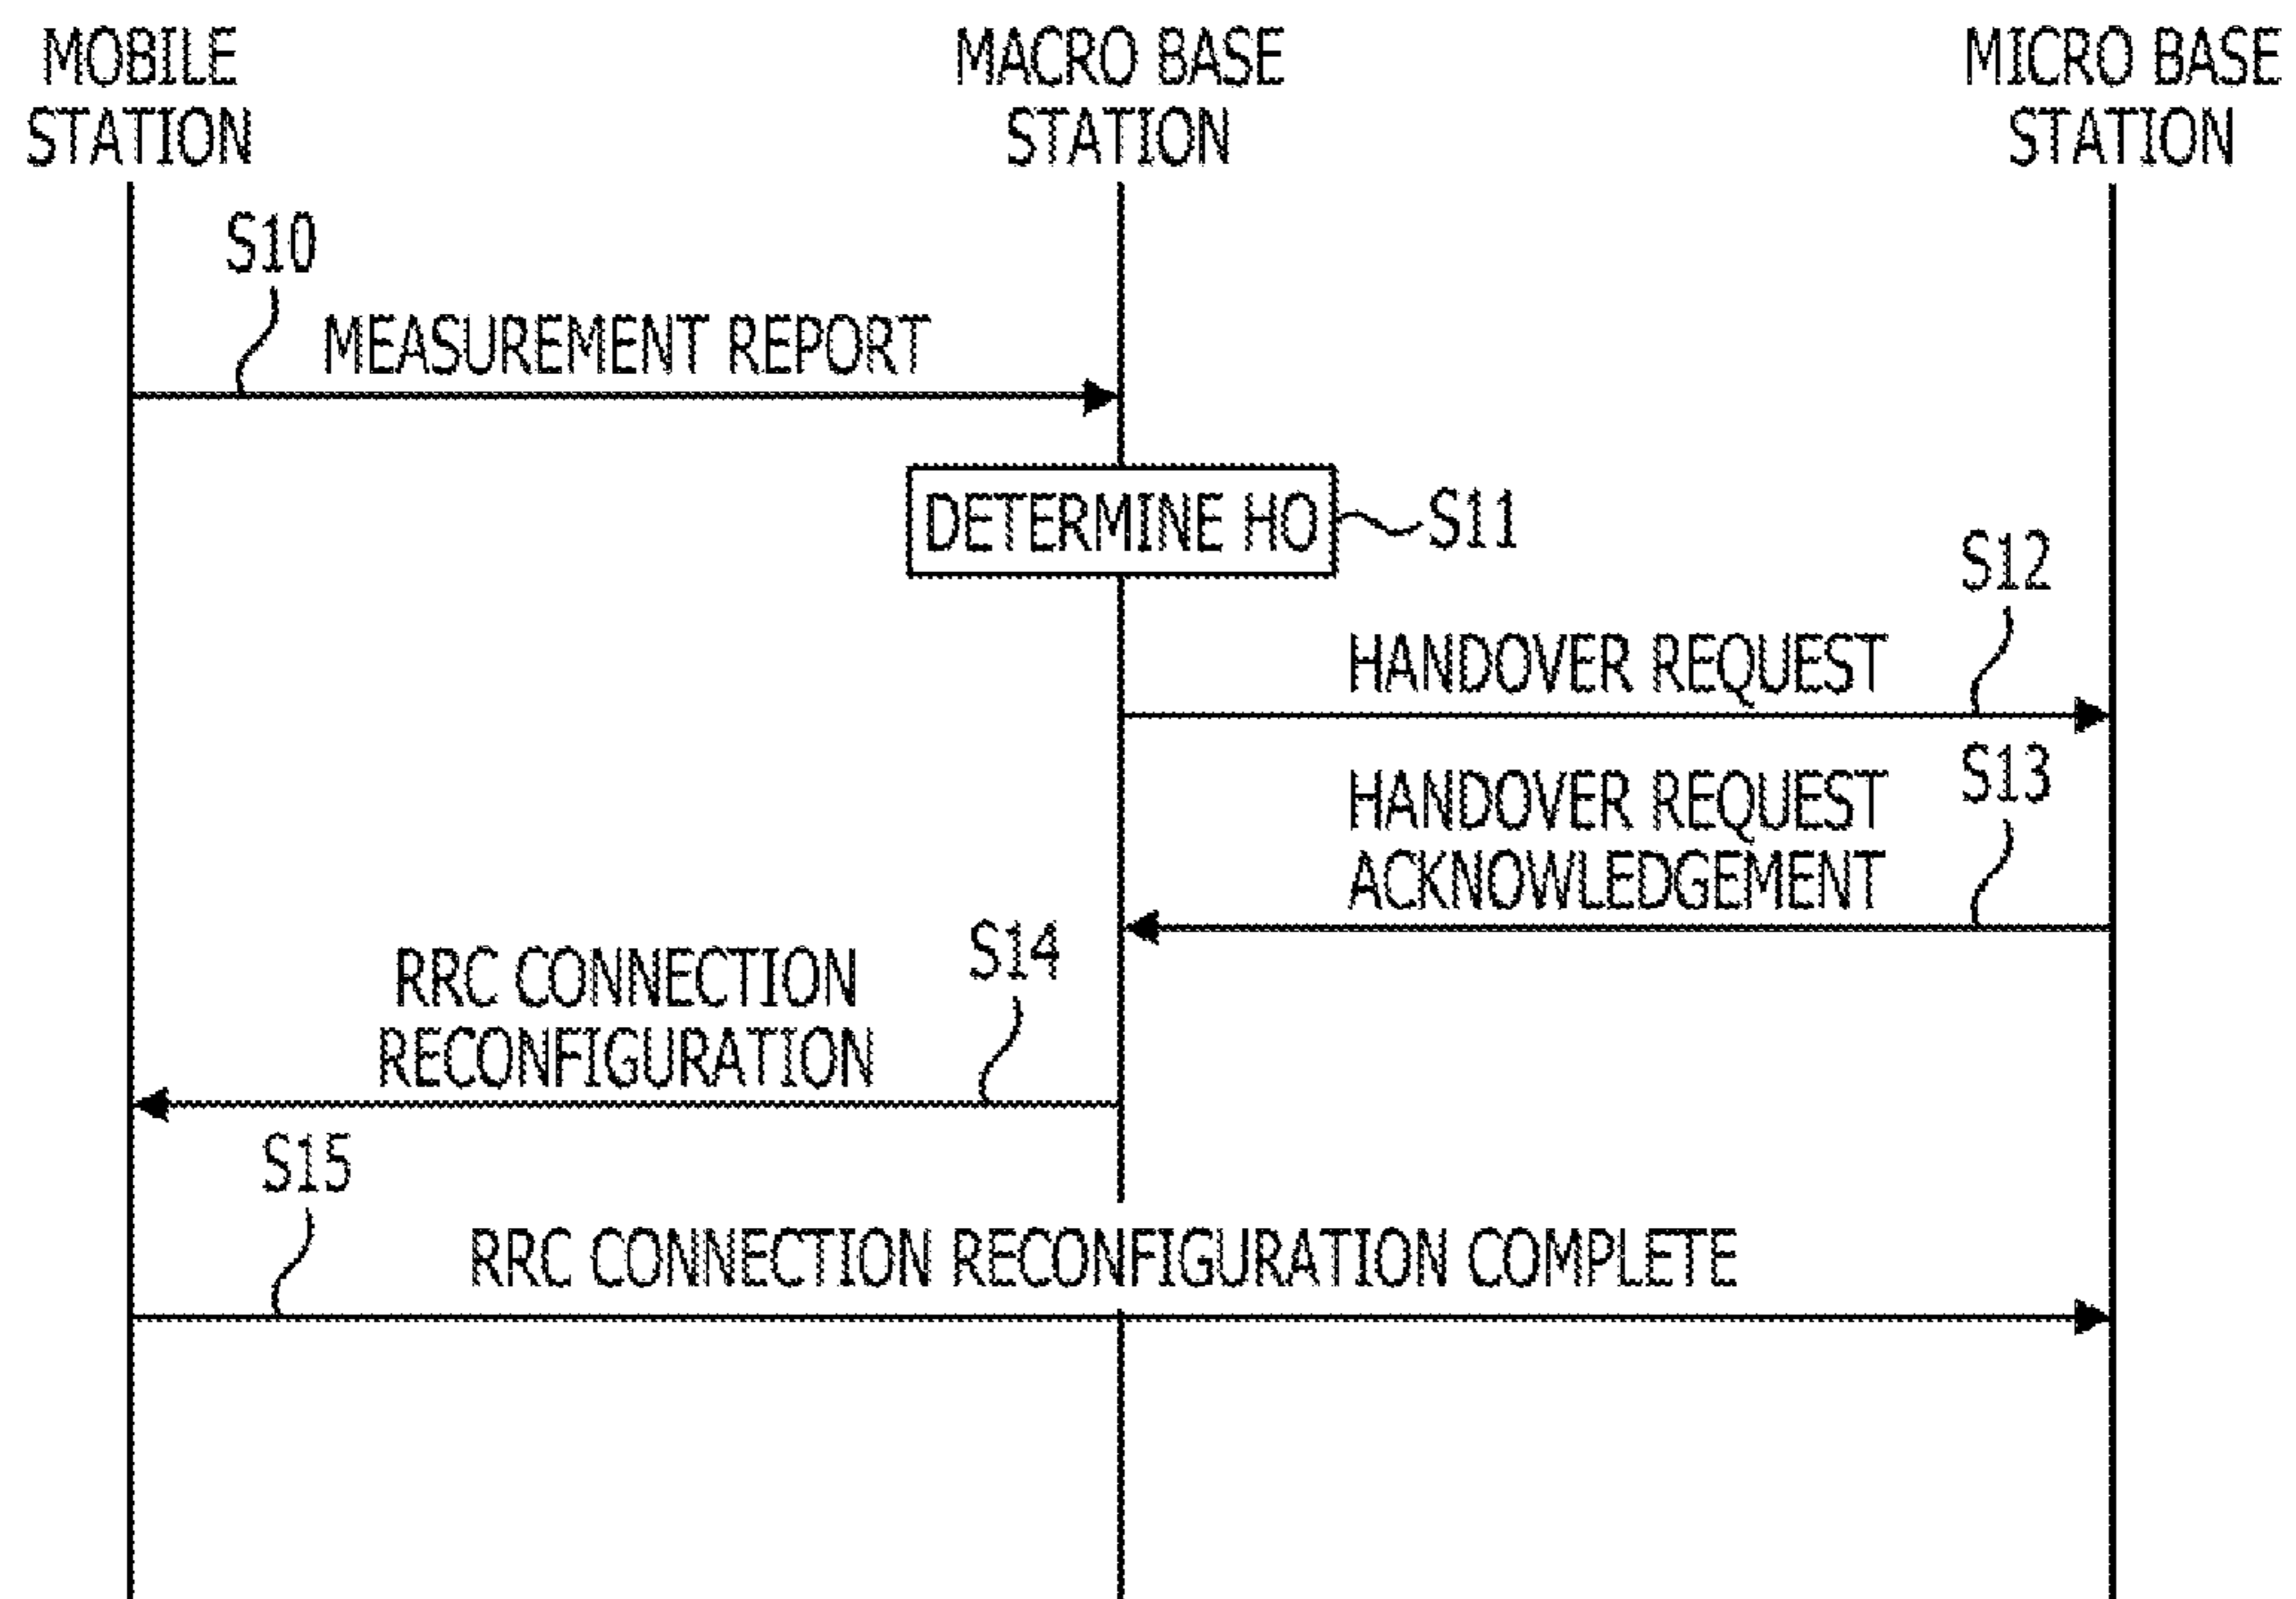 MOBILE
STATION
MACRO BASE
STATION
MICRO BASE
STATION
S10
MEASUREMENT REPORT
DETERMINE HO
S11
S12
HANDOVER REQUEST
S13
HANDOVER REQUEST
ACKNOWLEDGEMENT
S14
RRC CONNECTION
RECONFIGURATION
S15
RRC CONNECTION RECONFIGURATION COMPLETE